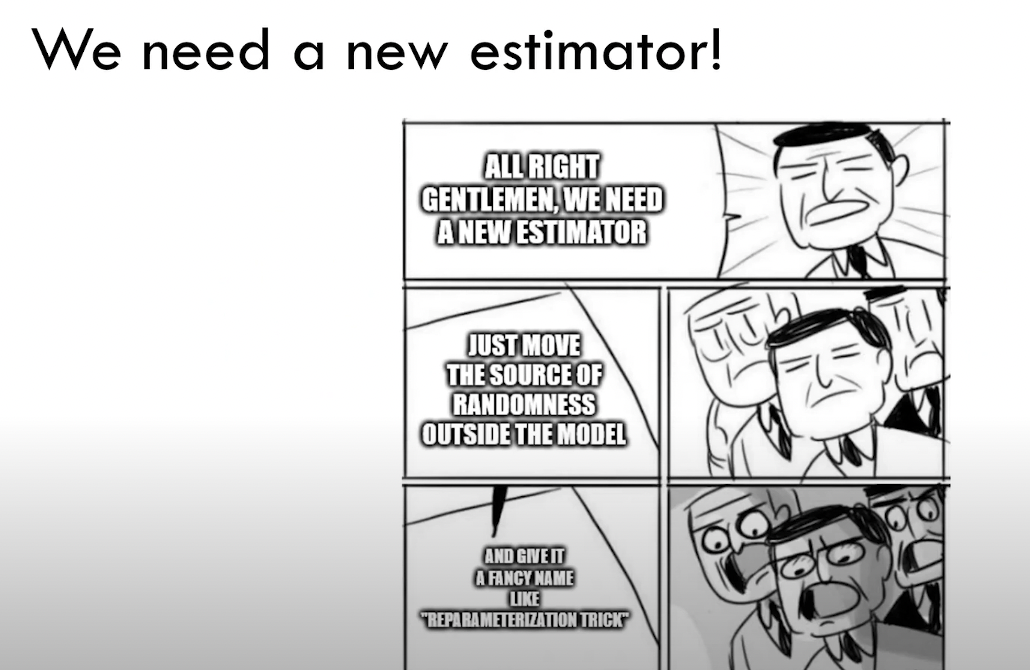 We need a new estimator!
ALL RIGHT
GENTLEMEN, WE NEED
A NEW ESTIMATOR
JUST MOVE
THE SOURCE OF
RANDOMNESS
OUTSIDE THE MODEL
AND GIVE IT
A FANCY NAME
LIKE
"REPARAMETERIZATION TRICK"